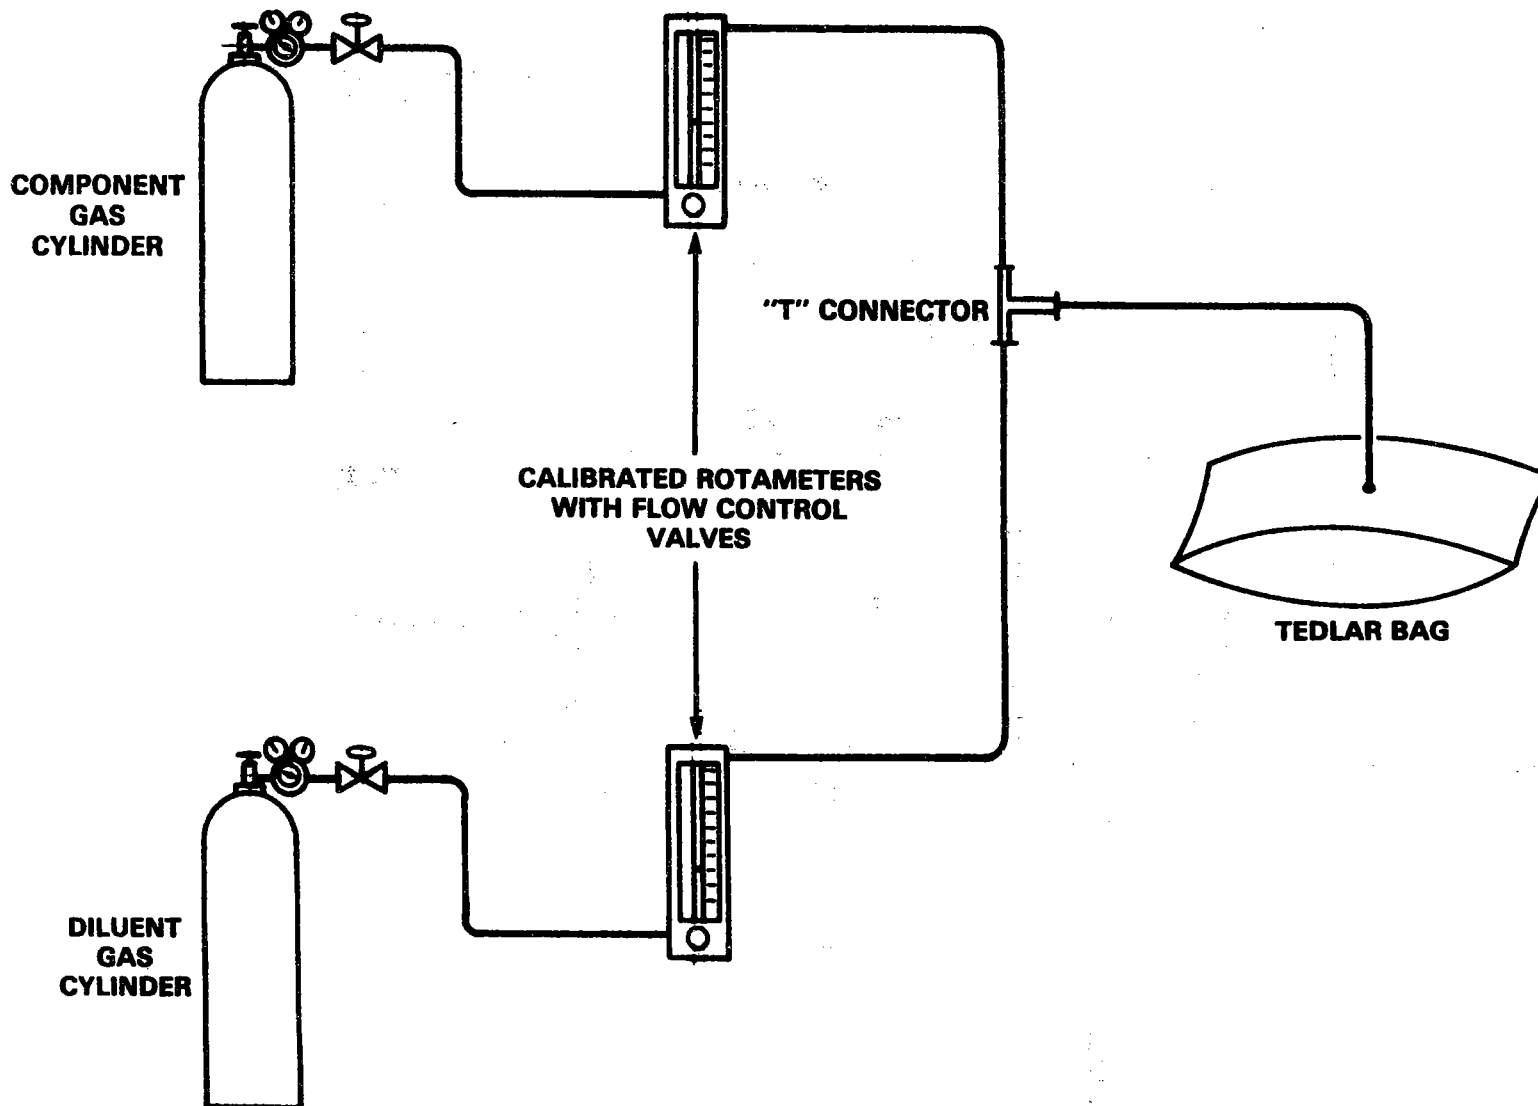 COMPONENT
GAS
CYLINDER
"T" CONNECTOR
CALIBRATED ROTAMETERS
WITH FLOW CONTROL
VALVES
TEDLAR BAG
DILUENT
GAS
CYLINDER